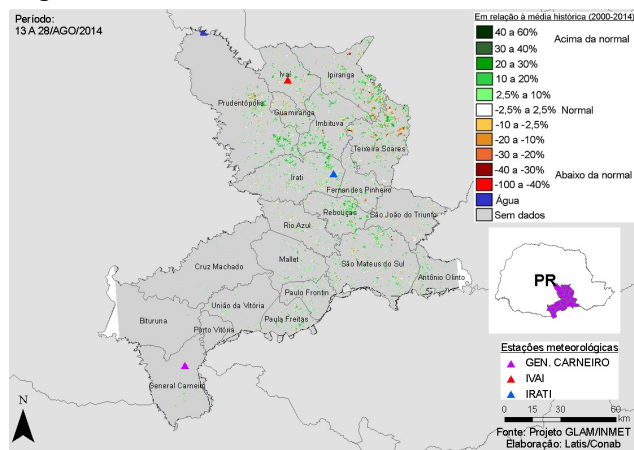 Período:
13 A 28/AGO/2014
Em relação à média histórica (2000-2014)
40 a 60%
30 a 40%
Acima da normal
20 a 30%
10 a 20%
2,5% a 10%
-2,5% a 2,5%
Normal
-10 a -2,5%
-20 a -10%
-30 a -20%
-40 a -30%
Abaixo da normal
-100 a -40%
Água
Sem dados
Ivaí
Ipiranga
Prudentópolis
Guamiranga
Imbituva
Teixeira Soares
Irati
Fernandes Pinheiro
Rebouças
São João do Triunfo
Rio Azul
Mallet
São Mateus do Sul
Cruz Machado
Antônio Olinto
Paulo Frontin
União da Vitória
Bituruna
Paula Freitas
Porto Vitória
General Carneiro
PR
Estações meteorológicas
GEN. CARNEIRO
IVAI
IRATI
N
0 15 30 60
km
Fonte: Projeto GLAM/INMET
Elaboração: Latis/Conab